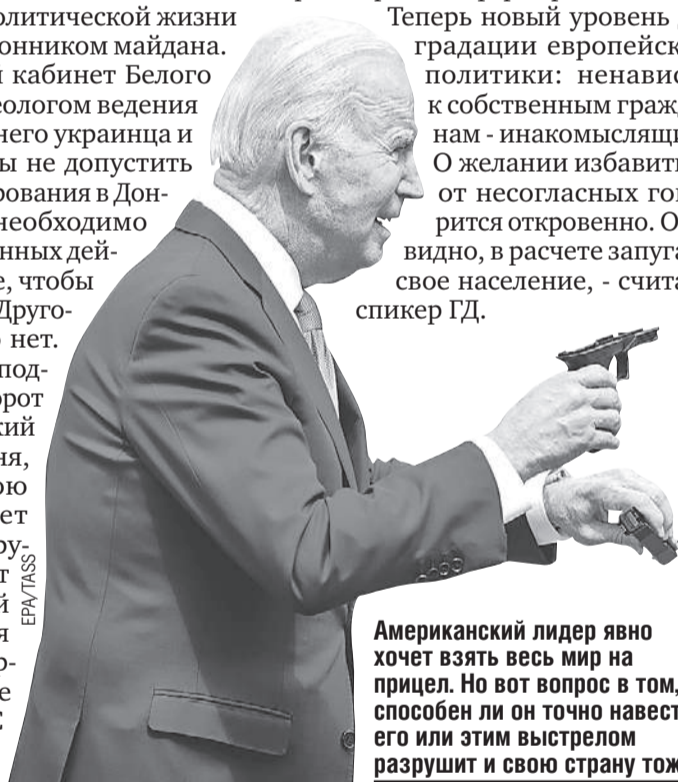 олитической жизни
онником майдана.
кабинет Белого
еологом ведения
него украинца и
ы не допустить
рования в Дон-
необходимо
нных дей-
е, чтобы
Друго-
нет.
под-
орот
кий
ня,
ою
ет
ру-
т
й
я
р-
е
С
EPA/TASS
Теперь новый уровень
градации европейск
политики: ненавис
к собственным граж
нам - инакомыслящи
О желании избавит
от несогласных гов
рится откровенно. О
видно, в расчете запуга
свое население, - счита
спикер ГД.
Американский лидер явно
хочет взять весь мир на
прицел. Но вот вопрос в том,
способен ли он точно навест
его или этим выстрелом
разрушит и свою страну тож